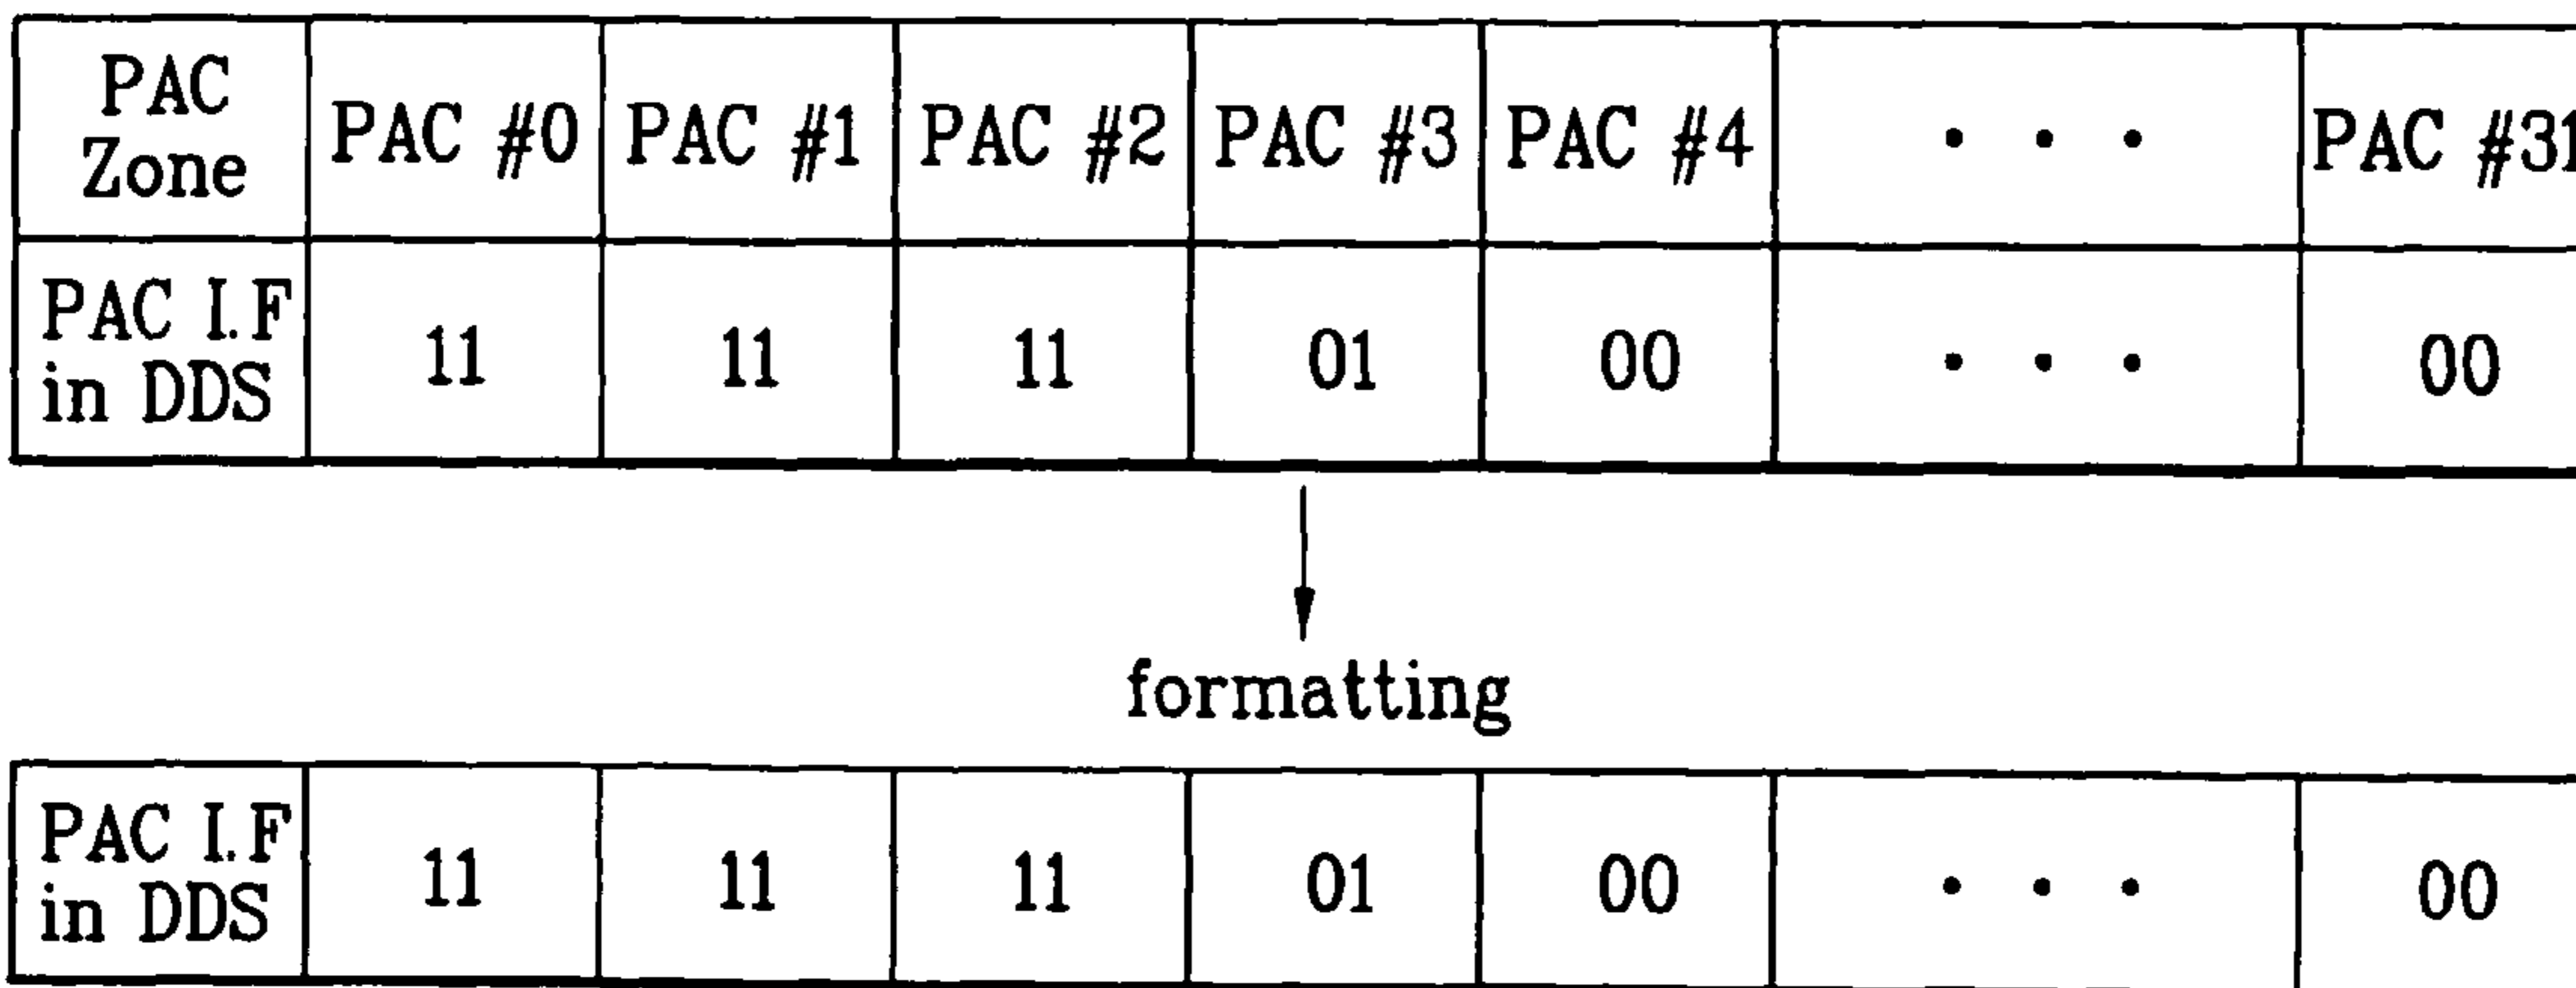 PAC Zone PAC #0 PAC #1 PAC #2 PAC #3 PAC #4 • • • PAC #31
PAC I.F in DDS 11 11 11 01 00 • • • 00
formatting
PAC I.F in DDS 11 11 11 01 00 • • • 00